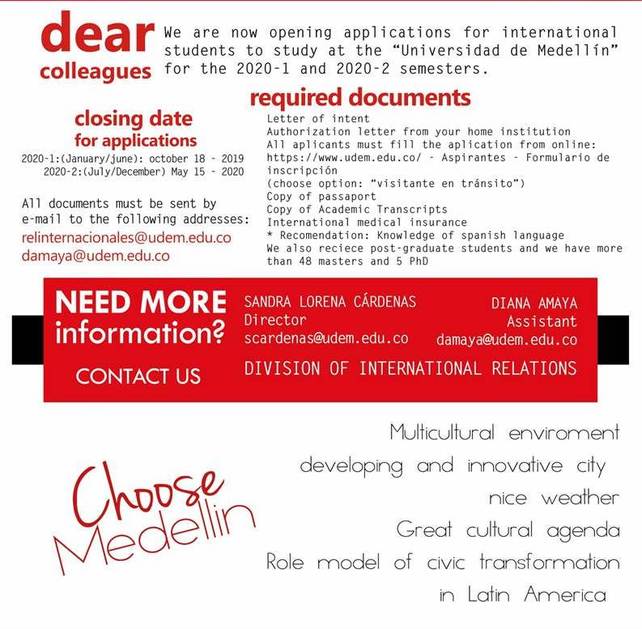 dear
colleagues
We are now opening applications for international
students to study at the “Universidad de Medellín”
for the 2020-1 and 2020-2 semesters.
closing date
for applications
2020-1:(January/june): october 18 - 2019
2020-2:(July/December) May 15 - 2020
All documents must be sent by
e-mail to the following addresses:
relinternacionales@udem.edu.co
damaya@udem.edu.co
required documents
Letter of intent
Authorization letter from your home institution
All aplicants must fill the aplication from online:
https://www.udem.edu.co/ - Aspirantes - Formulario de
inscripción
(choose option: “visitante en tránsito”)
Copy of passaport
Copy of Academic Transcripts
International medical insurance
* Recomendation: Knowledge of spanish language
We also reciece post-graduate students and we have more
than 48 masters and 5 PhD
NEED MORE
information?
CONTACT US
SANDRA LORENA CÁRDENAS
Director
scardenas@udem.edu.co
DIANA AMAYA
Assistant
damaya@udem.edu.co
DIVISION OF INTERNATIONAL RELATIONS
Choose
Medellin
Multicultural enviroment
developing and innovative city
nice weather
Great cultural agenda
Role model of civic transformation
in Latin America